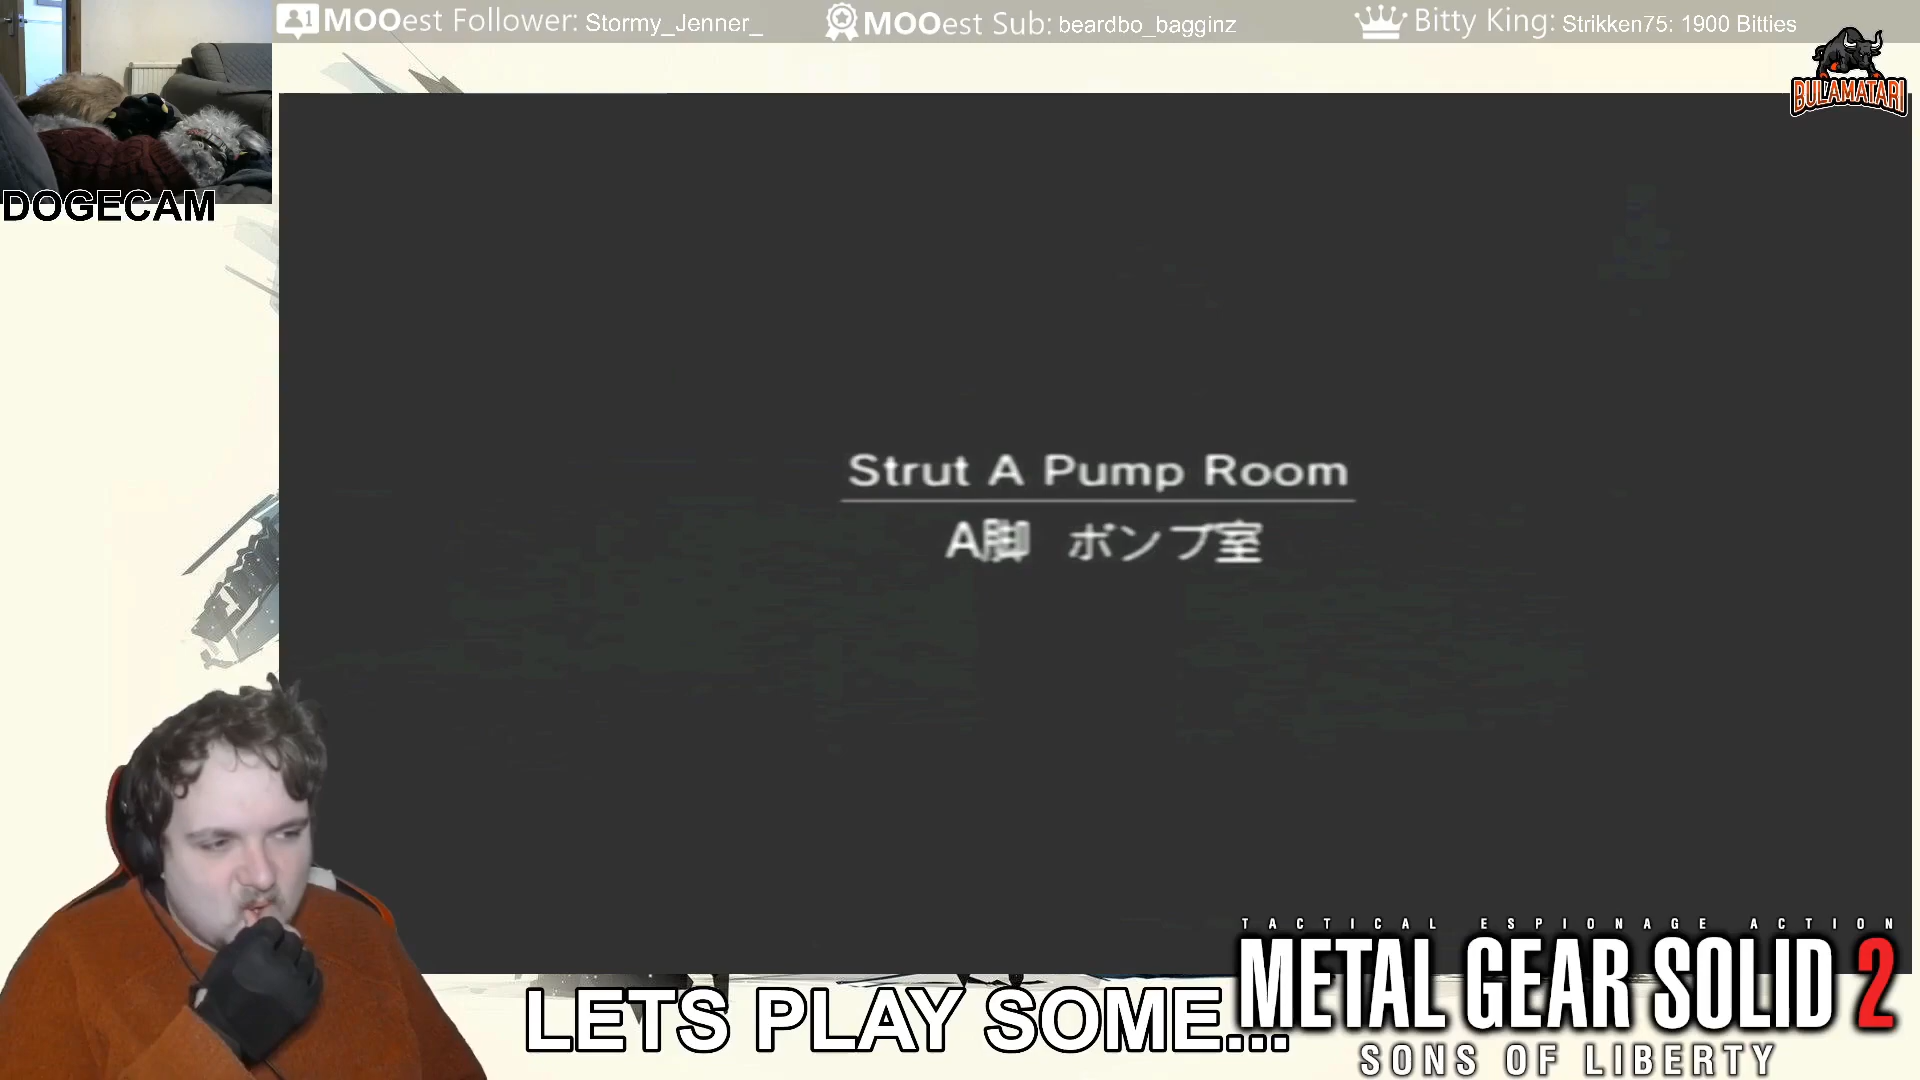 MOOest Follower: Stormy_Jenner_
MOOest Sub: beardbo_bagginz
Bitty King: Strikken75: 1900 Bitties
BULAMATARI
DOGECAM
Strut A Pump Room
A脚 ポンプ室
TACTICAL ESPIONAGE ACTION
METAL GEAR SOLID 2
SONS OF LIBERTY
LETS PLAY SOME...